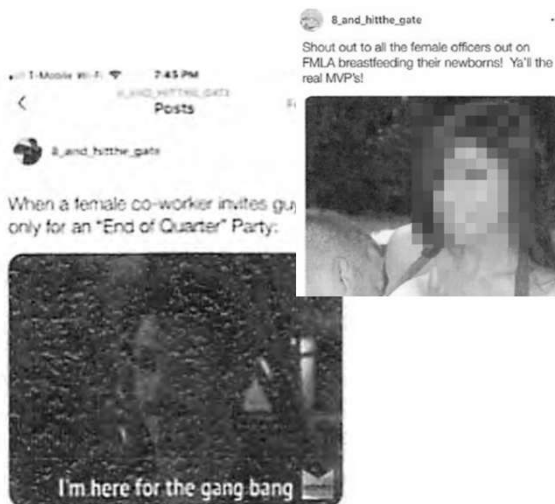 8_and_hitthe_gate
Shout out to all the female officers out on
FMLA breastfeeding their newborns! Ya'll the
real MVP's!
T-Mobile Wi-Fi 7:45 PM
8_AND_HITTHE_GATE
Posts
8_and_hitthe_gate
When a female co-worker invites guy
only for an "End of Quarter" Party:
I'm here for the gang bang